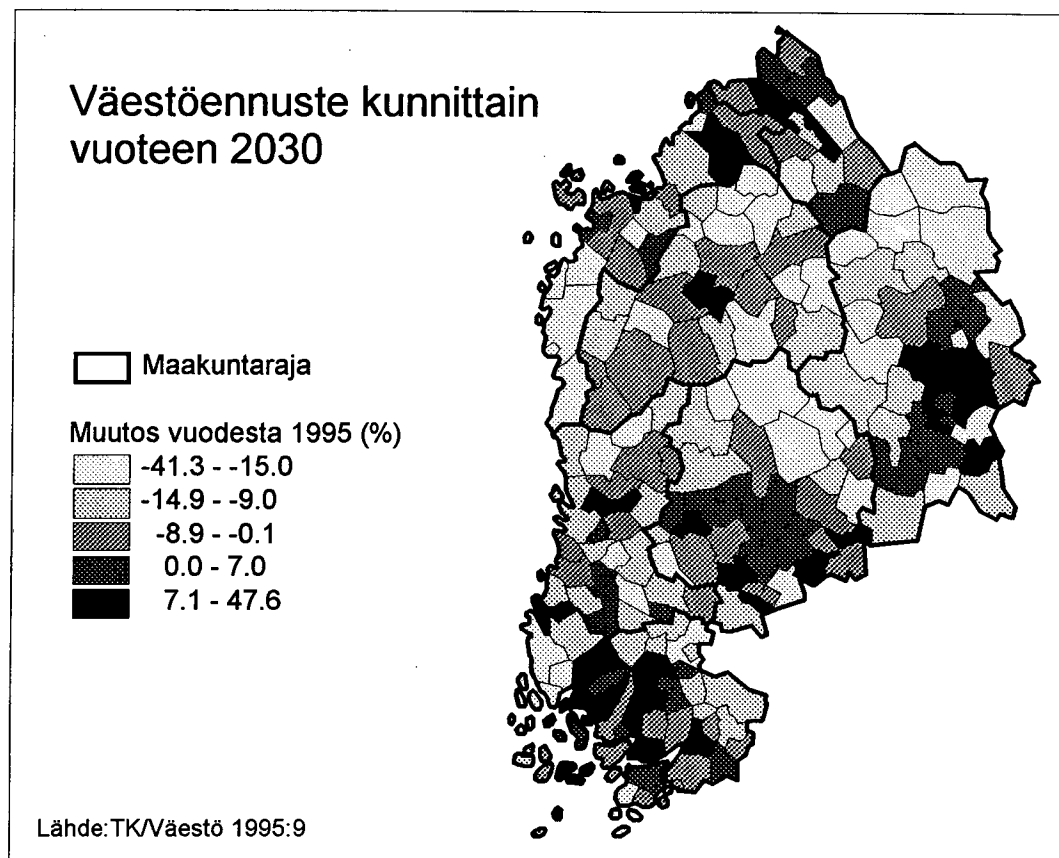 Väestöennuste kunnittain
vuoteen 2030
Maakuntaraja
Muutos vuodesta 1995 (%)
-41.3 - -15.0
-14.9 - -9.0
-8.9 - -0.1
0.0 - 7.0
7.1 - 47.6
Lähde:TK/Väestö 1995:9